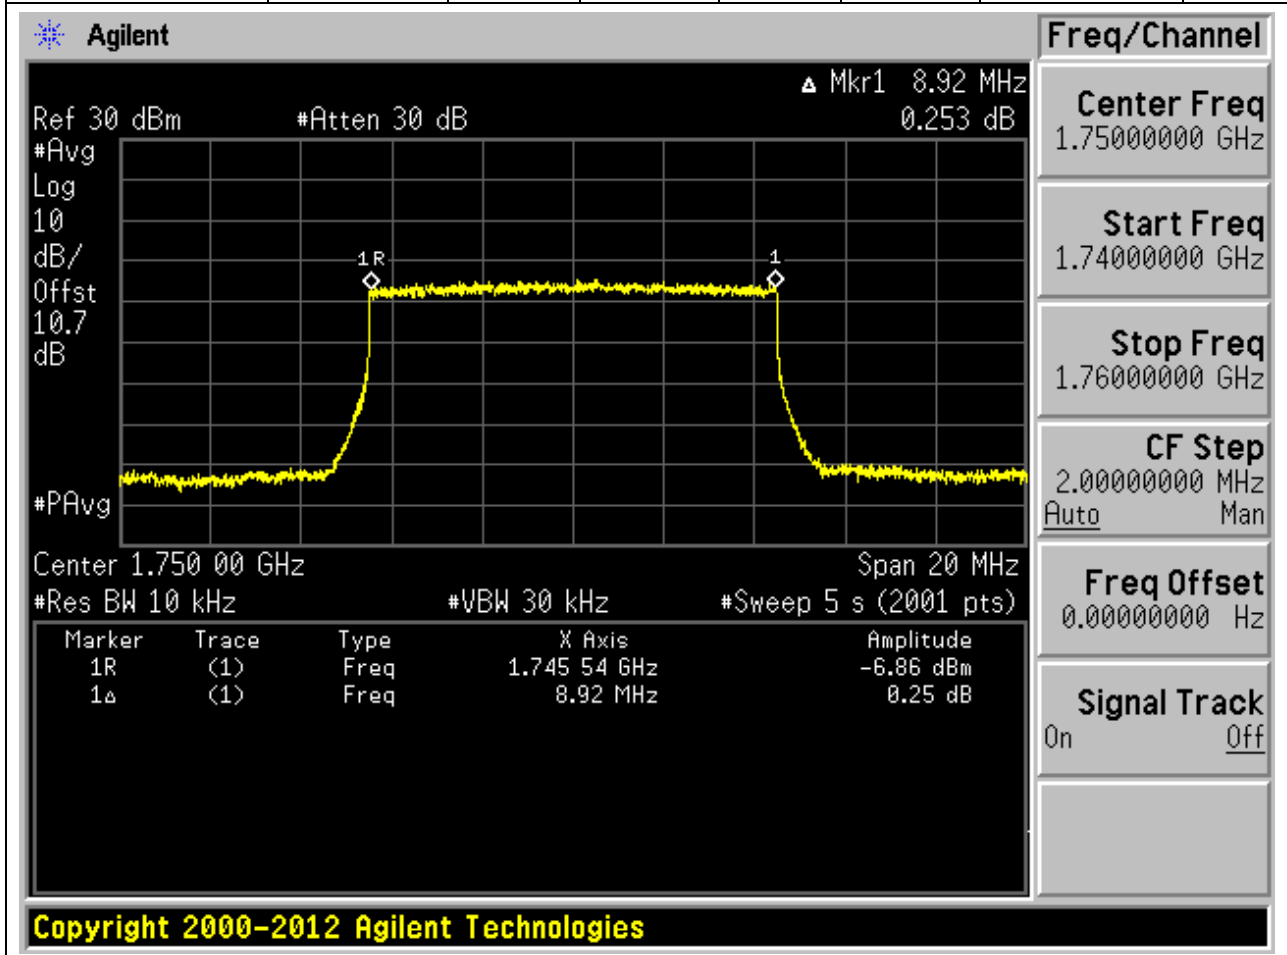 Agilent
Freq/Channel
Δ Mkr1 8.92 MHz
Ref 30 dBm #Atten 30 dB 0.253 dB
#Avg
Log
10
dB/
Offst
10.7
dB
1R
1
#PAvg
Center 1.750 00 GHz Span 20 MHz
#Res BW 10 kHz #VBW 30 kHz #Sweep 5 s (2001 pts)
Marker Trace Type X Axis Amplitude
1R (1) Freq 1.745 54 GHz -6.86 dBm
1Δ (1) Freq 8.92 MHz 0.25 dB
Center Freq
1.75000000 GHz
Start Freq
1.74000000 GHz
Stop Freq
1.76000000 GHz
CF Step
2.00000000 MHz
Auto Man
Freq Offset
0.00000000 Hz
Signal Track
On Off
Copyright 2000-2012 Agilent Technologies